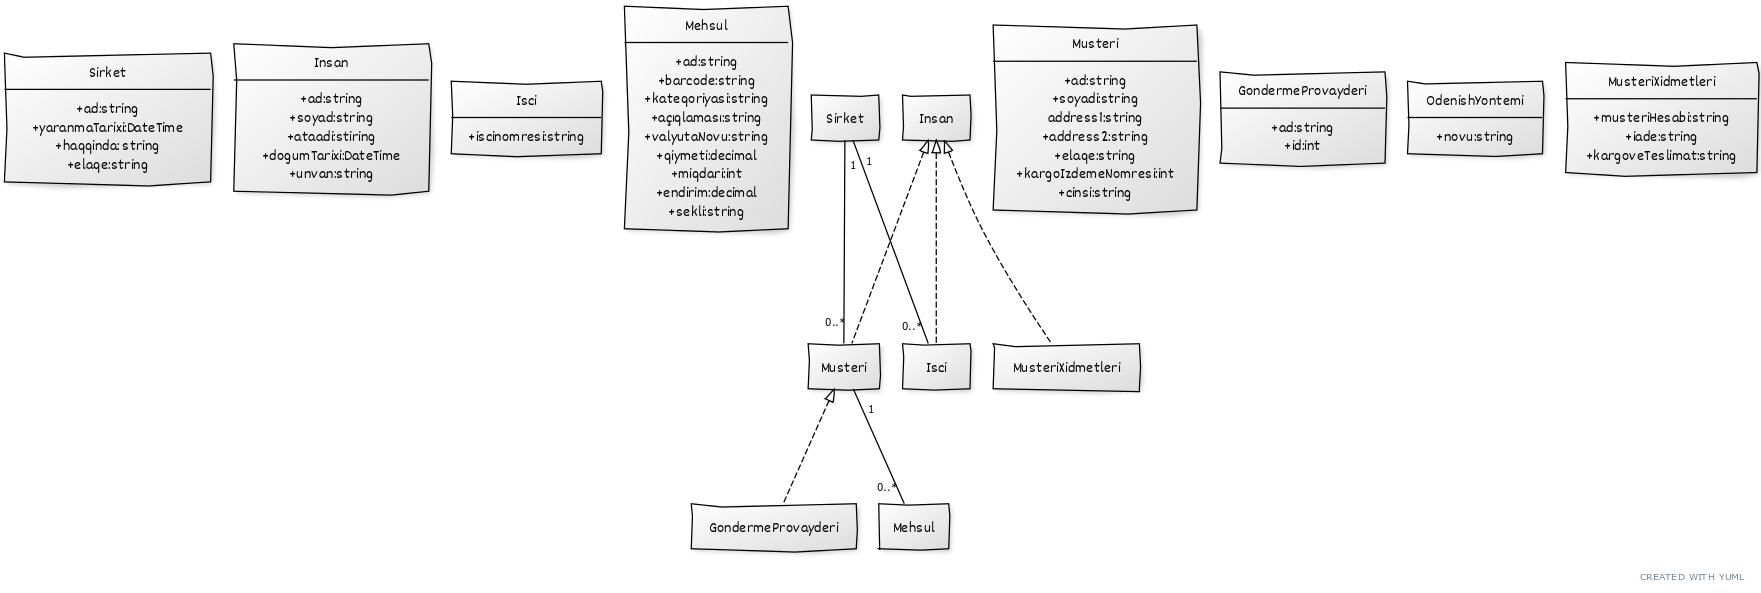 Sirket
+ad:string
+yaranmaTarixi:DateTime
+haqqinda: string
+elaqe:string
Insan
+ad:string
+soyad:string
+ataadi:stiring
+dogumTarixi:DateTime
+unvan:string
Isci
+iscinomresi:string
Mehsul
+ad:string
+barcode:string
+kateqoriyasi:string
+açıqlaması:string
+valyutaNovu:string
+qiymeti:decimal
+miqdari:int
+endirim:decimal
+sekli:string
Sirket
Insan
Musteri
+ad:string
+soyadi:string
address1:string
+address2:string
+elaqe:string
+kargoIzdemeNomresi:int
+cinsi:string
GondermeProvayderi
+ad:string
+id:int
OdenishYontemi
+novu:string
MusteriXidmetleri
+musteriHesabi:string
+iade:string
+kargoveTeslimat:string
1
1
0..*
0..*
Musteri
Isci
MusteriXidmetleri
1
0..*
GondermeProvayderi
Mehsul
CREATED WITH YUML